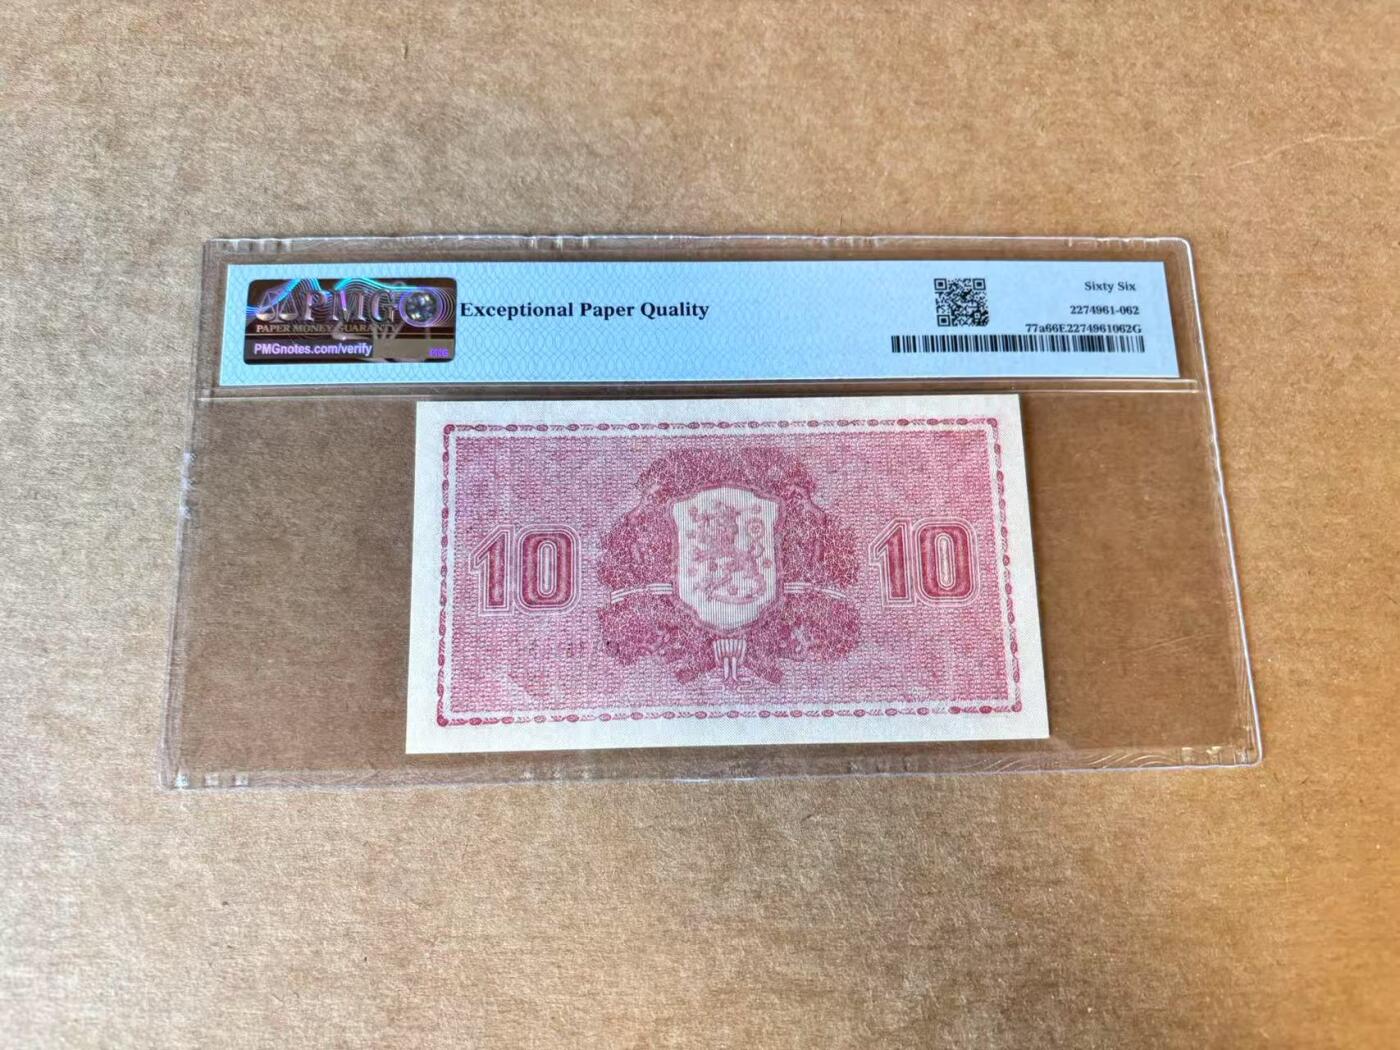 PMG
PAPER MONEY GUARANTY
PMGnotes.com/verify
Exceptional Paper Quality
Sixty Six
2274961-062
77a66E2274961062G
10
10